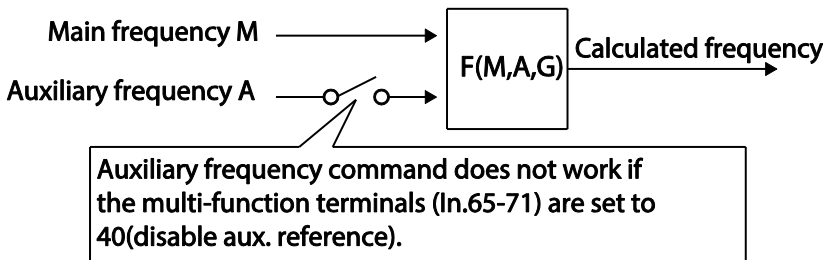 Main frequency M
F(M,A,G)
Calculated frequency
Auxiliary frequency A
Auxiliary frequency command does not work if
the multi-function terminals (In.65-71) are set to
40(disable aux. reference).